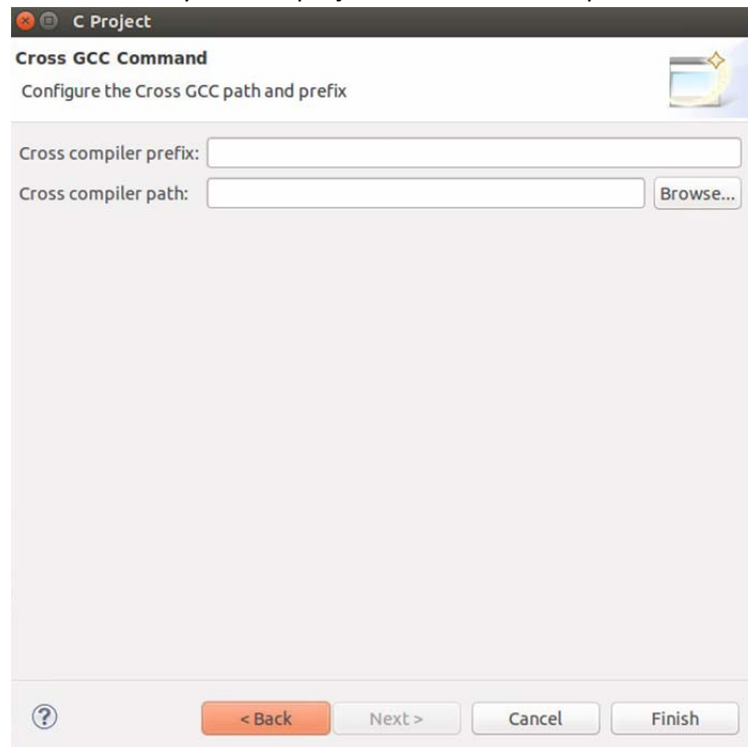 C Project
Cross GCC Command
Configure the Cross GCC path and prefix
Cross compiler prefix:
Cross compiler path:
Browse...
?
< Back
Next >
Cancel
Finish